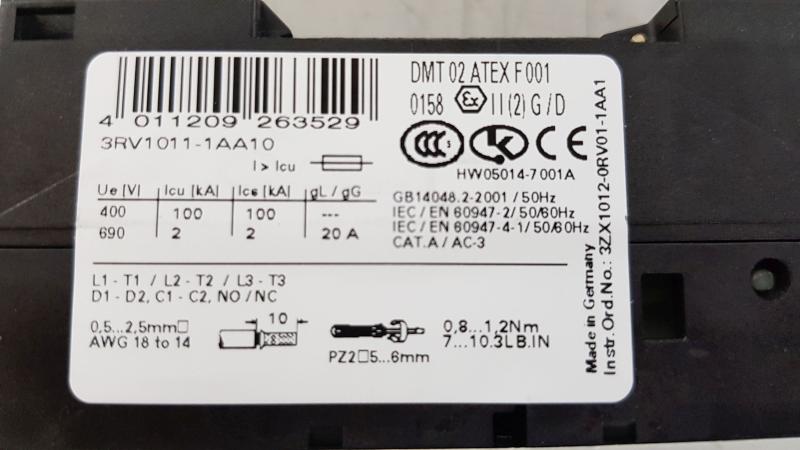 4 011209 263529
3RV1011-1AA10
I > Icu
Ue [V] Icu [kA] Ics [kA] gL / gG
400 100 100 ---
690 2 2 20 A
L1 - T1 / L2 - T2 / L3 - T3
D1 - D2, C1 - C2, NO / NC
0,5...2,5mm□
AWG 18 to 14
10
PZ2□5...6mm
0,8...1,2Nm
7...10.3LB.IN
DMT 02 ATEX F 001
0158 Ex II (2) G / D
CCC CE
HW05014-7 001A
GB14048.2-2001 / 50Hz
IEC / EN 60947-2/ 50/60Hz
IEC / EN 60947-4-1/ 50/60Hz
CAT.A / AC-3
Made in Germany
Instr.Ord.No.: 3ZX1012-0RV01-1AA1